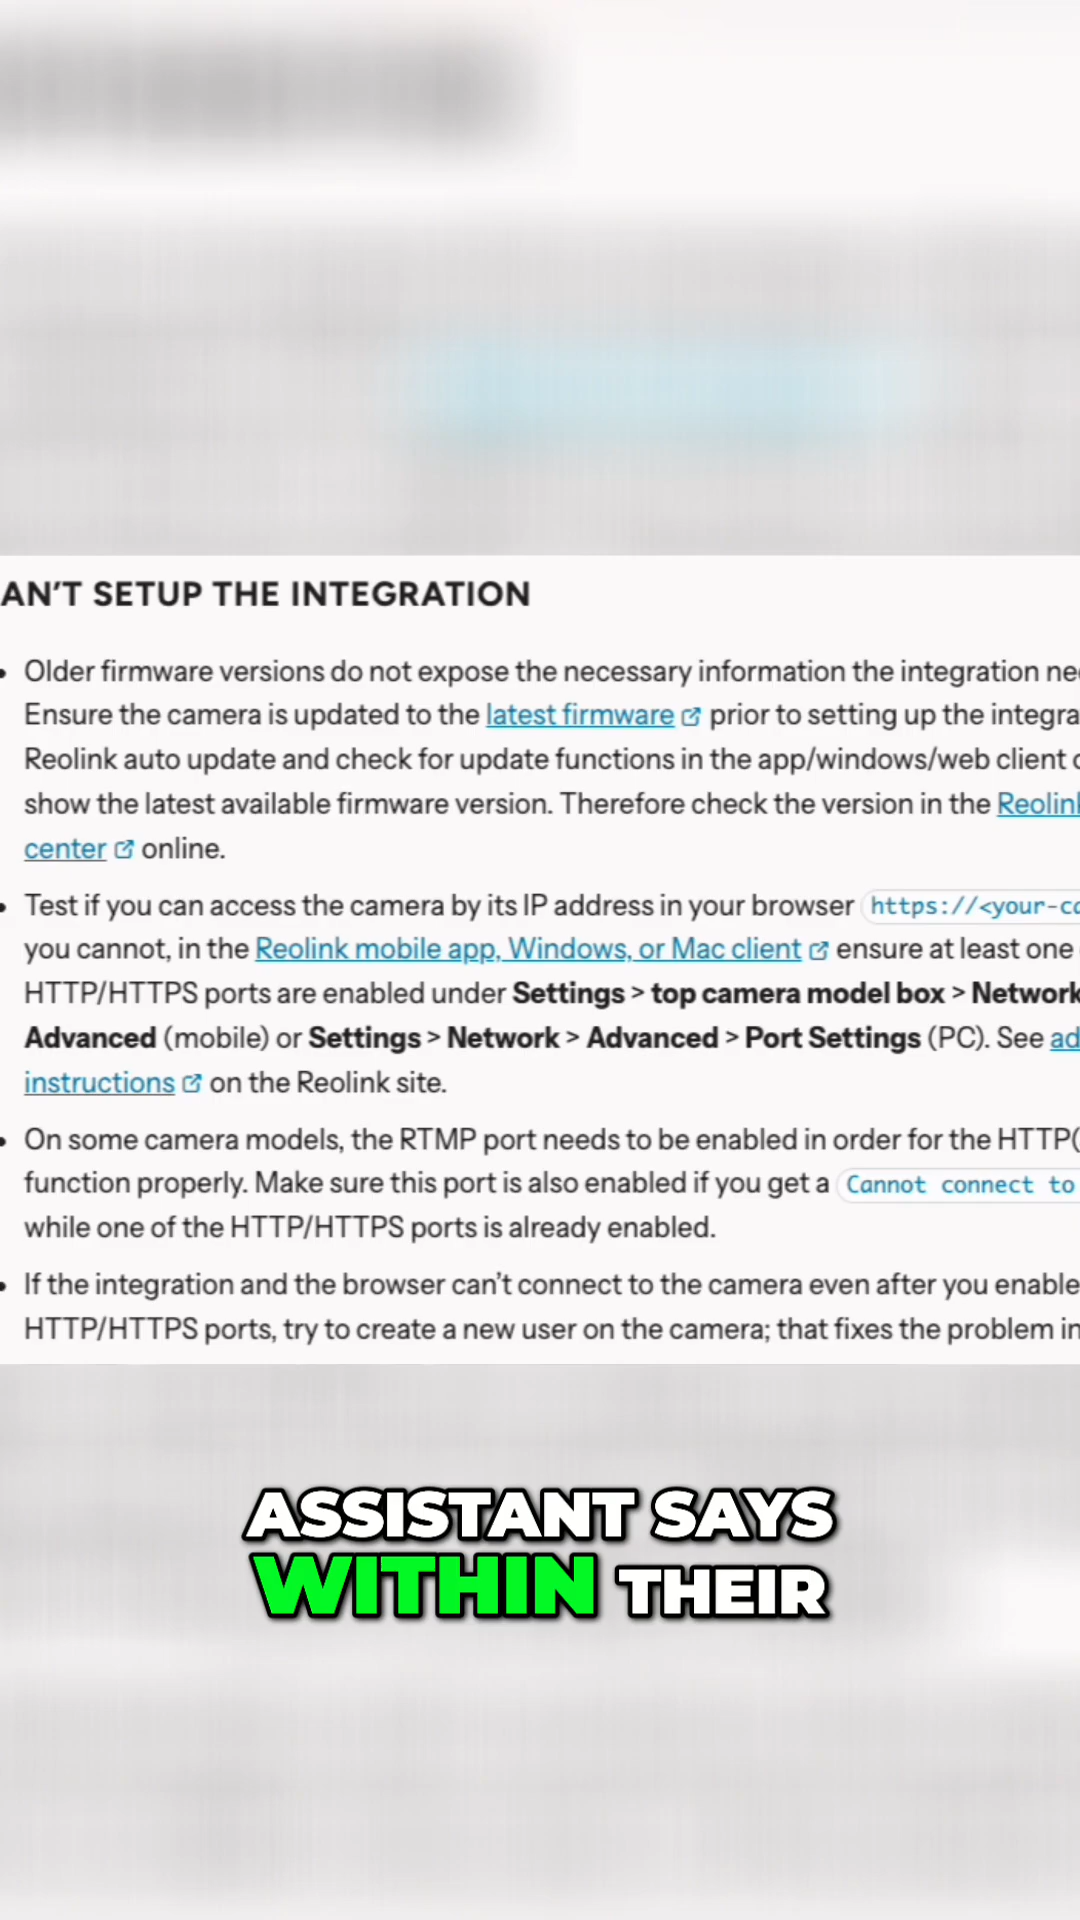 AN'T SETUP THE INTEGRATION
• Older firmware versions do not expose the necessary information the integration ne
Ensure the camera is updated to the latest firmware prior to setting up the integra
Reolink auto update and check for update functions in the app/windows/web client
show the latest available firmware version. Therefore check the version in the Reolink
center online.
• Test if you can access the camera by its IP address in your browser https://<your-ca
you cannot, in the Reolink mobile app, Windows, or Mac client ensure at least one
HTTP/HTTPS ports are enabled under Settings > top camera model box > Network
Advanced (mobile) or Settings > Network > Advanced > Port Settings (PC). See ad
instructions on the Reolink site.
• On some camera models, the RTMP port needs to be enabled in order for the HTTP(
function properly. Make sure this port is also enabled if you get a Cannot connect to
while one of the HTTP/HTTPS ports is already enabled.
• If the integration and the browser can't connect to the camera even after you enable
HTTP/HTTPS ports, try to create a new user on the camera; that fixes the problem in
ASSISTANT SAYS
WITHIN THEIR